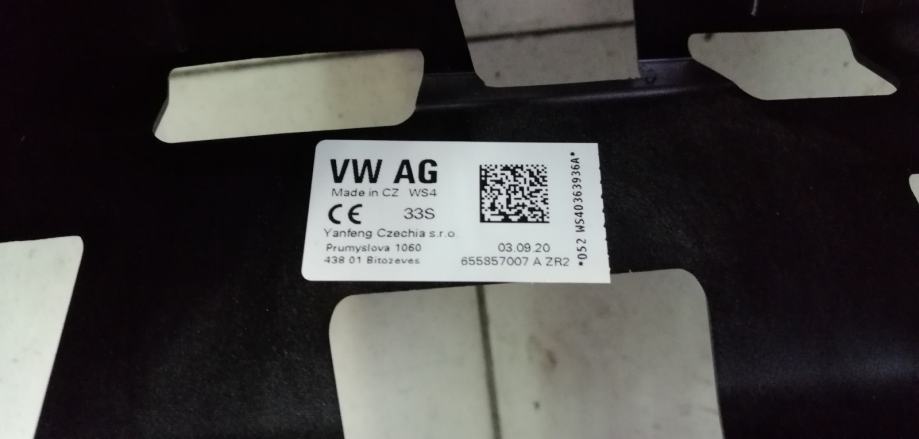 VW AG
Made in CZ WS4
CE 33S
Yanfeng Czechia s.r.o.
Prumyslova 1060
438 01 Bitozeves
03.09.20
655857007 A ZR2
*052 WS40363936A*